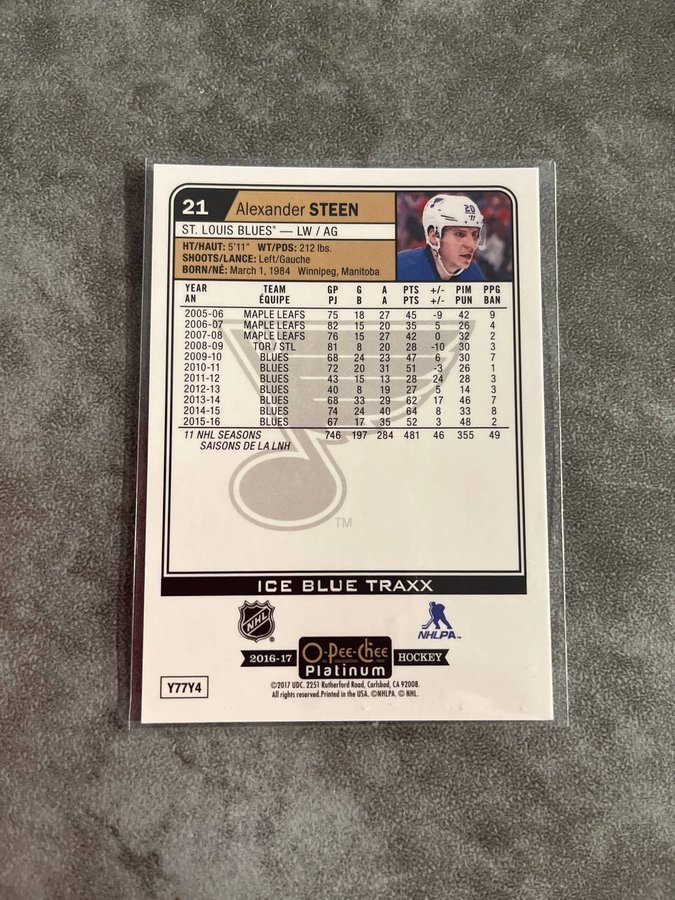 21 Alexander STEEN
20
ST. LOUIS BLUES® — LW / AG
HT/HAUT: 5'11" WT/PDS: 212 lbs.
SHOOTS/LANCE: Left/Gauche
BORN/NÉ: March 1, 1984 Winnipeg, Manitoba
YEAR TEAM GP G A PTS +/- PIM PPG
AN ÉQUIPE PJ B A PTS +/- PUN BAN
2005-06 MAPLE LEAFS 75 18 27 45 -9 42 9
2006-07 MAPLE LEAFS 82 15 20 35 5 26 4
2007-08 MAPLE LEAFS 76 15 27 42 0 32 2
2008-09 TOR / STL 81 8 20 28 -10 30 3
2009-10 BLUES 68 24 23 47 6 30 7
2010-11 BLUES 72 20 31 51 -3 26 1
2011-12 BLUES 43 15 13 28 24 28 3
2012-13 BLUES 40 8 19 27 5 14 3
2013-14 BLUES 68 33 29 62 17 46 7
2014-15 BLUES 74 24 40 64 8 33 8
2015-16 BLUES 67 17 35 52 3 48 2
11 NHL SEASONS 746 197 284 481 46 355 49
SAISONS DE LA LNH
TM
ICE BLUE TRAXX
NHL ®
NHLPA™
2016-17 O-Pee-Chee HOCKEY
Platinum
Y77Y4
©2017 UDC. 2251 Rutherford Road, Carlsbad, CA 92008.
All rights reserved.Printed in the USA. ©NHLPA. © NHL.